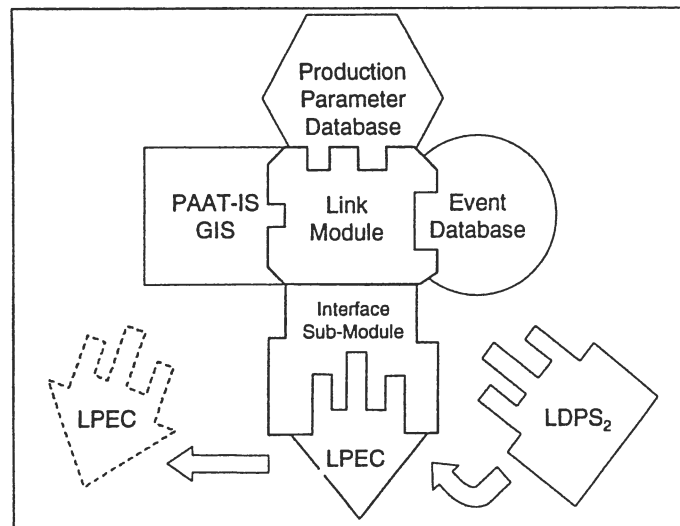 Production
Parameter
Database
PAAT-IS
GIS
Link
Module
Event
Database
Interface
Sub-Module
LPEC
LPEC
LDPS₂